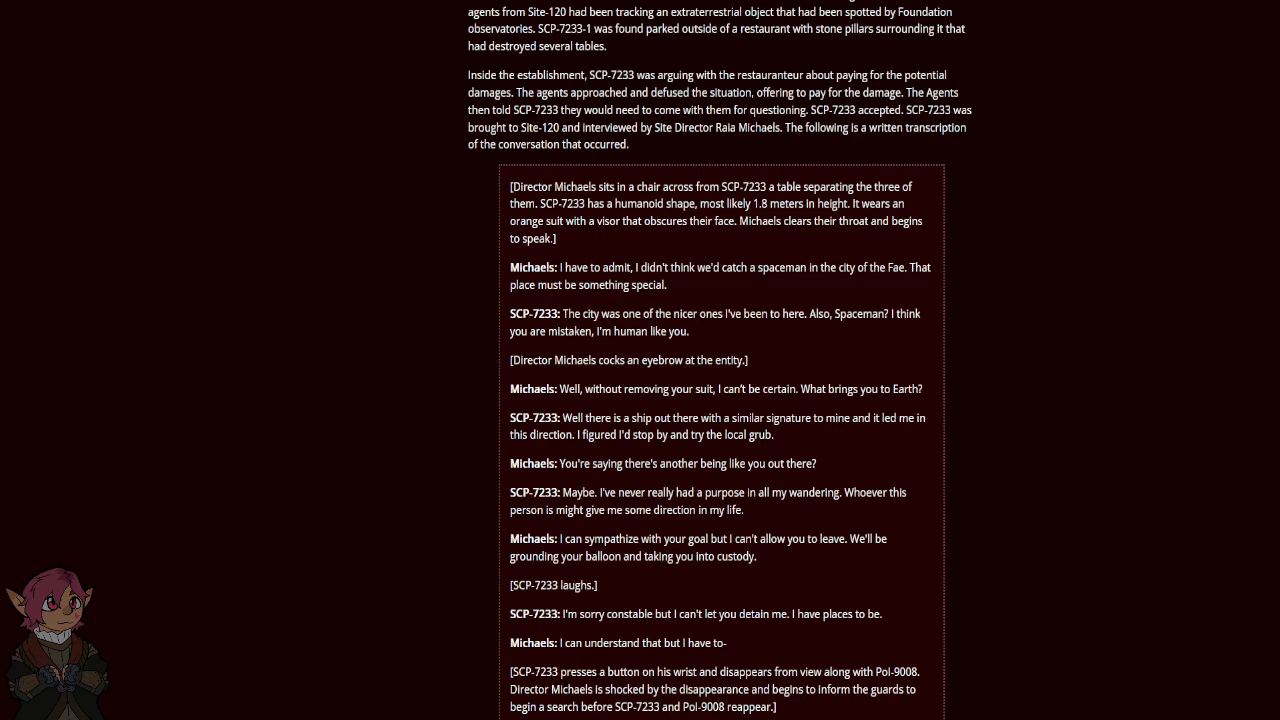 agents from Site-120 had been tracking an extraterrestrial object that had been spotted by Foundation
observatories. SCP-7233-1 was found parked outside of a restaurant with stone pillars surrounding it that
had destroyed several tables.
Inside the establishment, SCP-7233 was arguing with the restauranteur about paying for the potential
damages. The agents approached and defused the situation, offering to pay for the damage. The Agents
then told SCP-7233 they would need to come with them for questioning. SCP-7233 accepted. SCP-7233 was
brought to Site-120 and interviewed by Site Director Raia Michaels. The following is a written transcription
of the conversation that occurred.
[Director Michaels sits in a chair across from SCP-7233 a table separating the three of
them. SCP-7233 has a humanoid shape, most likely 1.8 meters in height. It wears an
orange suit with a visor that obscures their face. Michaels clears their throat and begins
to speak.]
Michaels: I have to admit, I didn't think we'd catch a spaceman in the city of the Fae. That
place must be something special.
SCP-7233: The city was one of the nicer ones I've been to here. Also, Spaceman? I think
you are mistaken, I'm human like you.
[Director Michaels cocks an eyebrow at the entity.]
Michaels: Well, without removing your suit, I can't be certain. What brings you to Earth?
SCP-7233: Well there is a ship out there with a similar signature to mine and it led me in
this direction. I figured I'd stop by and try the local grub.
Michaels: You're saying there's another being like you out there?
SCP-7233: Maybe. I've never really had a purpose in all my wandering. Whoever this
person is might give me some direction in my life.
Michaels: I can sympathize with your goal but I can't allow you to leave. We'll be
grounding your balloon and taking you into custody.
[SCP-7233 laughs.]
SCP-7233: I'm sorry constable but I can't let you detain me. I have places to be.
Michaels: I can understand that but I have to-
[SCP-7233 presses a button on his wrist and disappears from view along with PoI-9008.
Director Michaels is shocked by the disappearance and begins to inform the guards to
begin a search before SCP-7233 and PoI-9008 reappear.]